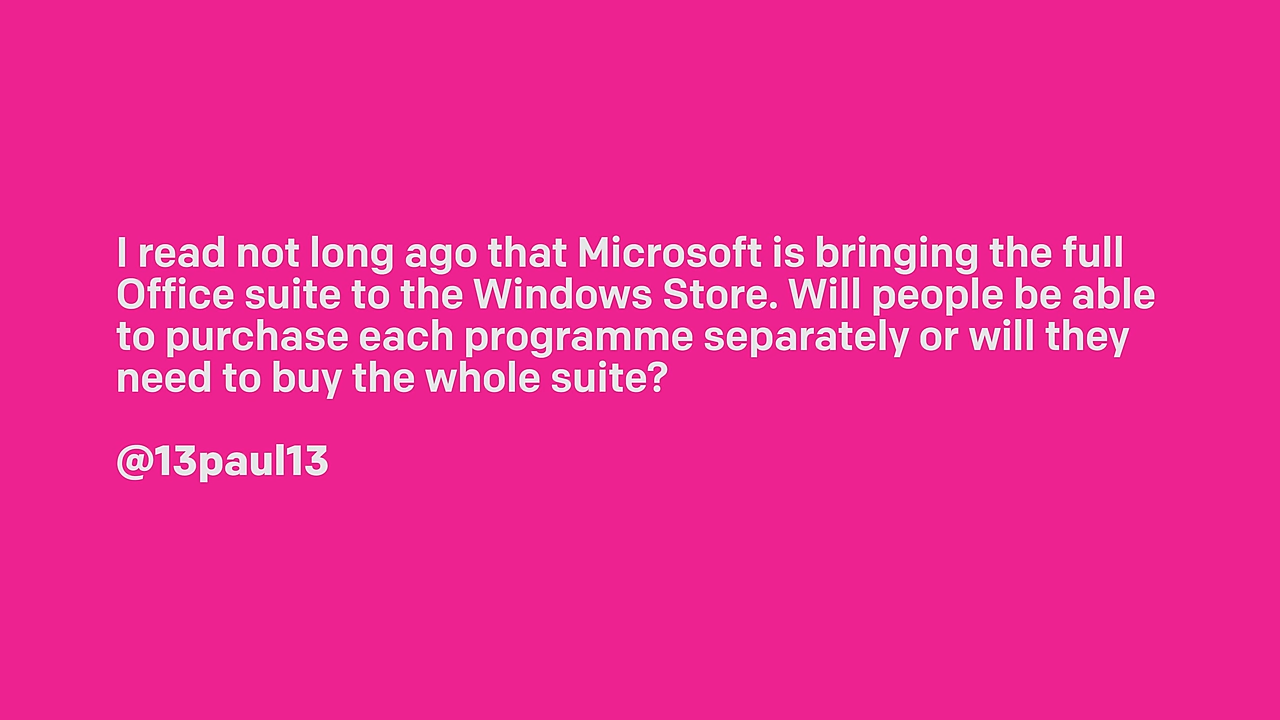 I read not long ago that Microsoft is bringing the full
Office suite to the Windows Store. Will people be able
to purchase each programme separately or will they
need to buy the whole suite?
@13paul13